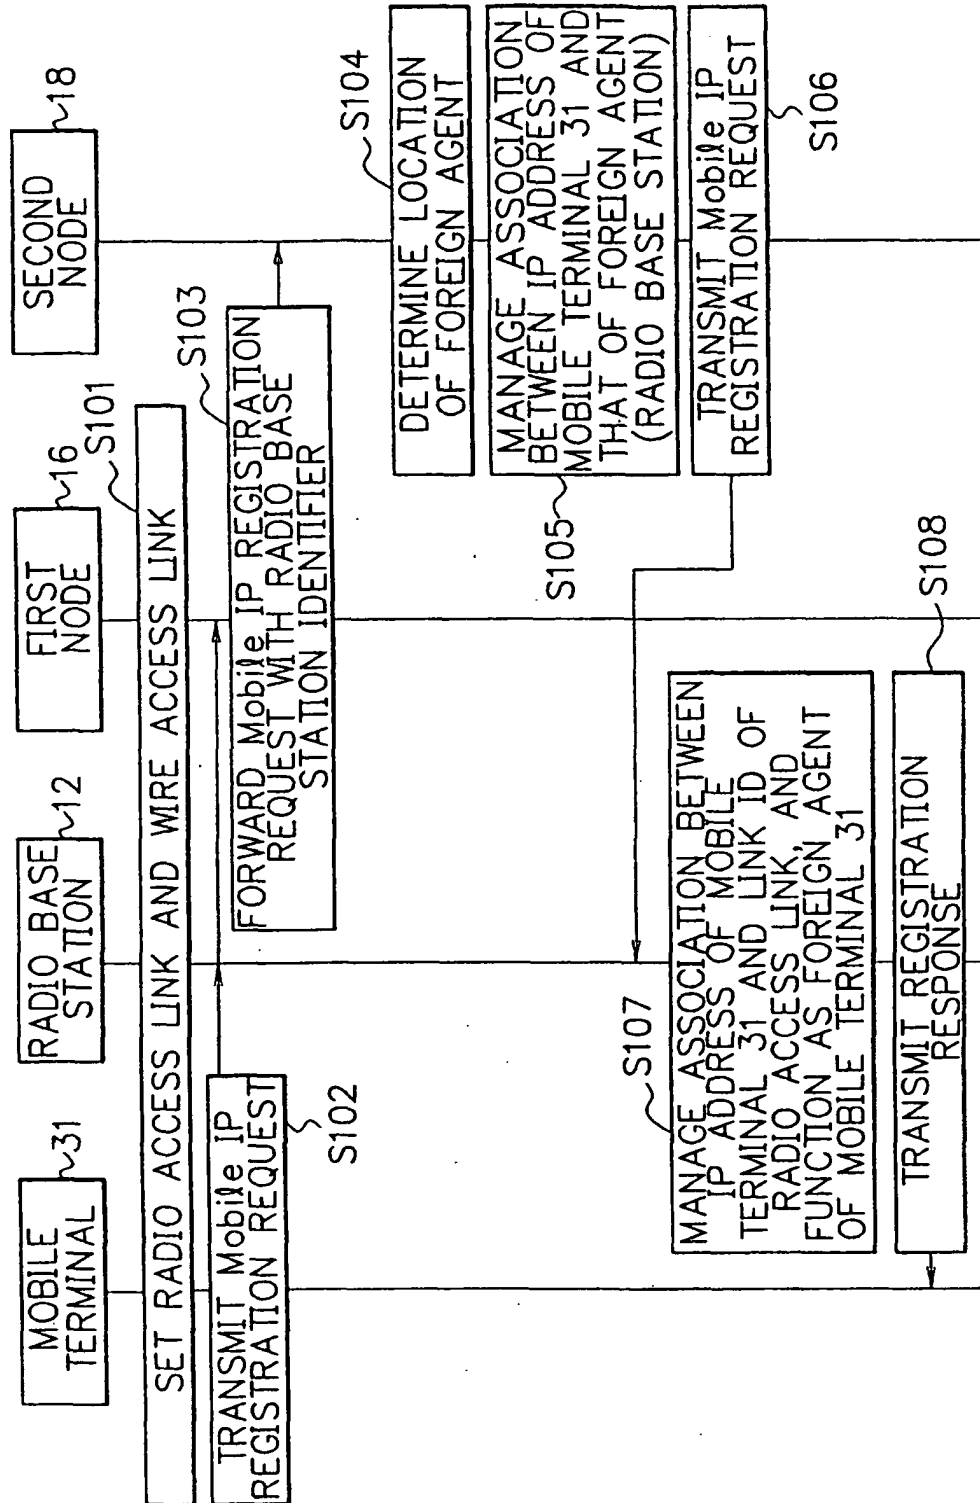 MOBILE
TERMINAL
31
RADIO BASE
STATION
12
FIRST
NODE
16
SECOND
NODE
18
SET RADIO ACCESS LINK AND WIRE ACCESS LINK
S101
TRANSMIT Mobile IP
REGISTRATION REQUEST
S102
FORWARD Mobile IP REGISTRATION
REQUEST WITH RADIO BASE
STATION IDENTIFIER
S103
DETERMINE LOCATION
OF FOREIGN AGENT
S104
MANAGE ASSOCIATION
BETWEEN IP ADDRESS OF
MOBILE TERMINAL 31 AND
THAT OF FOREIGN AGENT
(RADIO BASE STATION)
S105
TRANSMIT Mobile IP
REGISTRATION REQUEST
S106
S107
MANAGE ASSOCIATION BETWEEN
IP ADDRESS OF MOBILE
TERMINAL 31 AND LINK ID OF
RADIO ACCESS LINK, AND
FUNCTION AS FOREIGN AGENT
OF MOBILE TERMINAL 31
TRANSMIT REGISTRATION
RESPONSE
S108